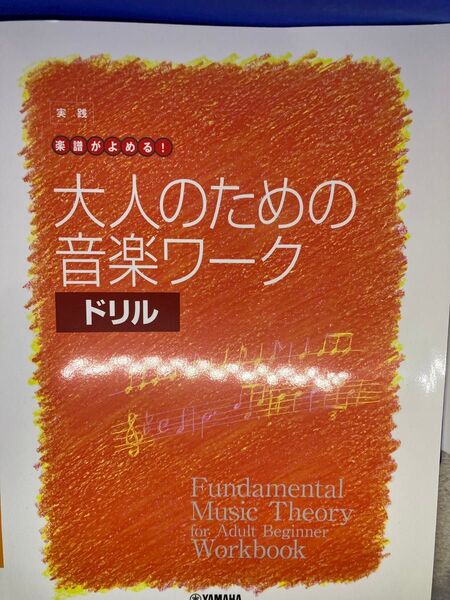 実践
楽譜がよめる!
大人のための
音楽ワーク
ドリル
Fundamental
Music Theory
for Adult Beginner
Workbook
YAMAHA